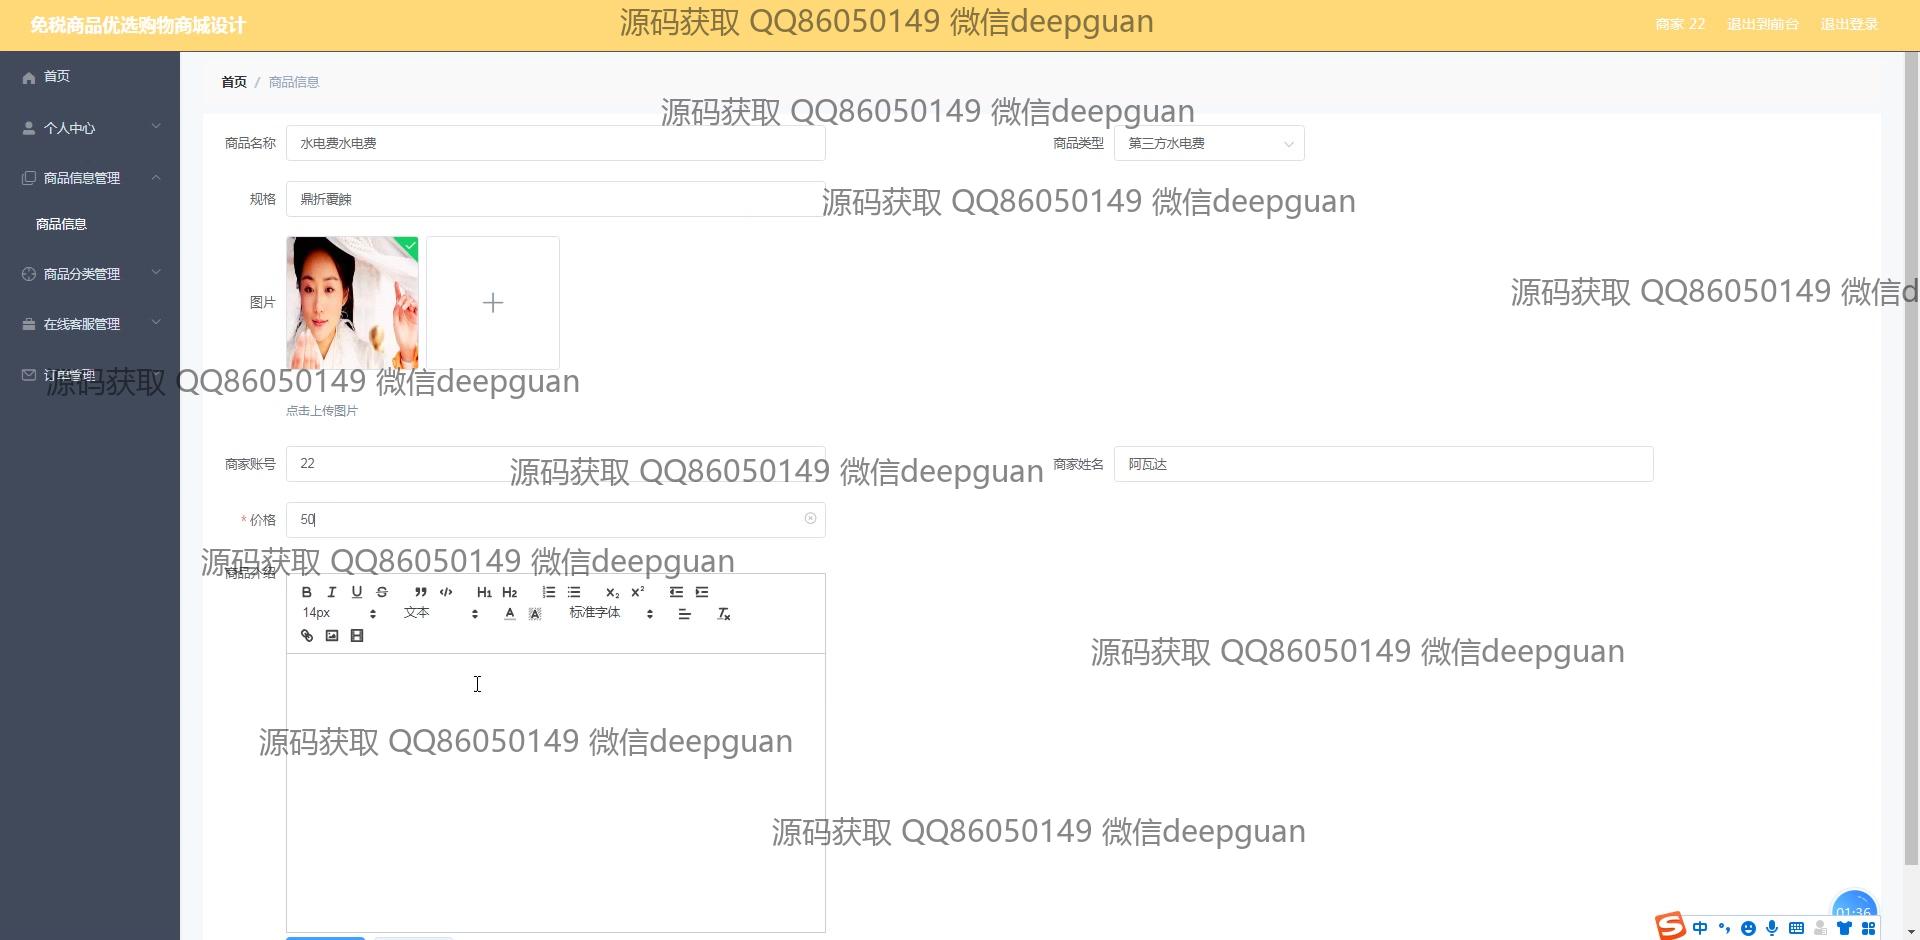 免税商品优选购物商城设计
源码获取 QQ86050149 微信deepguan
商家 22 退出到前台 退出登录
首页
首页 / 商品信息
源码获取 QQ86050149 微信deepguan
个人中心
商品名称 水电费水电费
商品类型 第三方水电费
商品信息管理
规格 鼎折覆餗
源码获取 QQ86050149 微信deepguan
商品信息
商品分类管理
图片
源码获取 QQ86050149 微信d
在线客服管理
订单管理
源码获取 QQ86050149 微信deepguan
点击上传图片
商家账号 22
源码获取 QQ86050149 微信deepguan
商家姓名 阿瓦达
* 价格 50
源码获取 QQ86050149 微信deepguan
商品介绍
B I U S ” </> H1 H2 X2 X2
14px 文本 A A 标准字体 Tx
源码获取 QQ86050149 微信deepguan
源码获取 QQ86050149 微信deepguan
源码获取 QQ86050149 微信deepguan
01:36
S 中